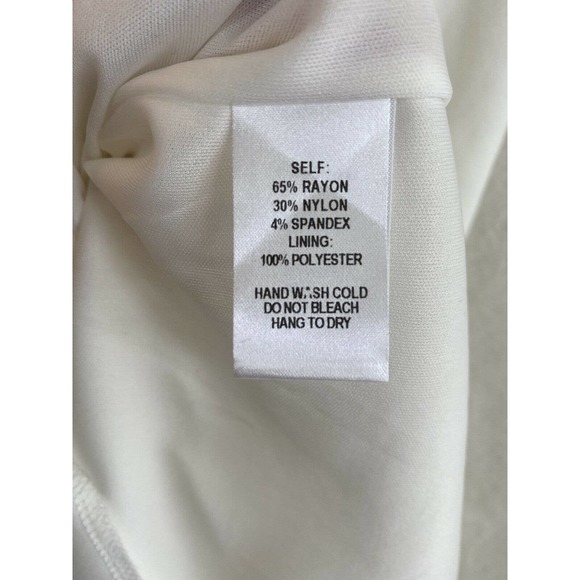 SELF:
65% RAYON
30% NYLON
4% SPANDEX
LINING:
100% POLYESTER
HAND WASH COLD
DO NOT BLEACH
HANG TO DRY